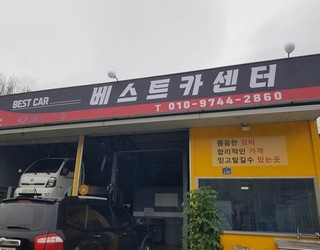 BEST CAR
베스트카센터
T. 010-9744-2860
꼼꼼한 정비
합리적인 가격
믿고맡길수 있는곳